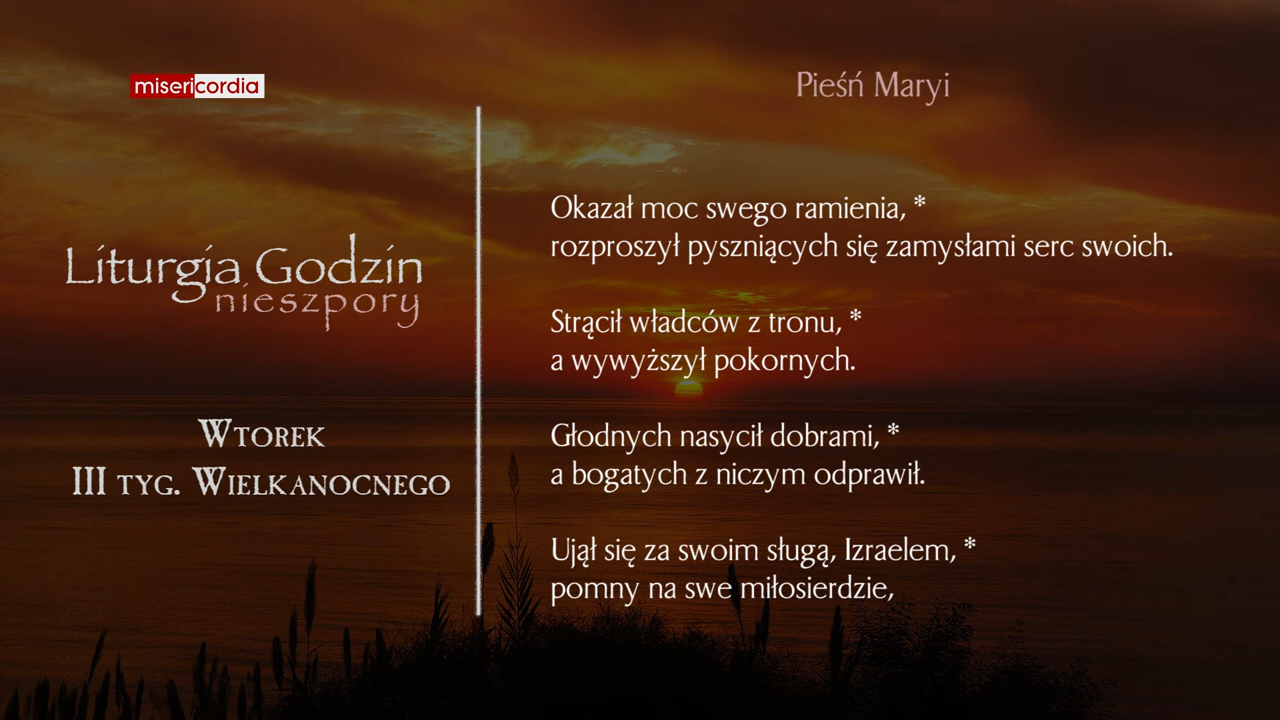 misericordia
Liturgia Godzin
nieszpory
Wtorek
III tyg. Wielkanocnego
Pieśń Maryi
Okazał moc swego ramienia, *
rozproszył pyszniących się zamysłami serc swoich.
Strącił władców z tronu, *
a wywyższył pokornych.
Głodnych nasycił dobrami, *
a bogatych z niczym odprawił.
Ujął się za swoim sługą, Izraelem, *
pomny na swe miłosierdzie,